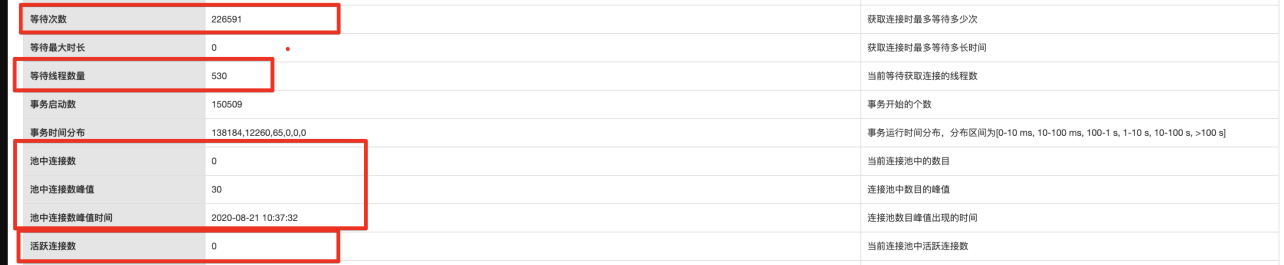 等待次数 226591 获取连接时最多等待多少次
等待最大时长 0 获取连接时最多等待多长时间
等待线程数量 530 当前等待获取连接的线程数
事务启动数 150509 事务开始的个数
事务时间分布 138184,12260,65,0,0,0 事务运行时间分布，分布区间为[0-10 ms, 10-100 ms, 100-1 s, 1-10 s, 10-100 s, >100 s]
池中连接数 0 当前连接池中的数目
池中连接数峰值 30 连接池中数目的峰值
池中连接数峰值时间 2020-08-21 10:37:32 连接池数目峰值出现的时间
活跃连接数 0 当前连接池中活跃连接数